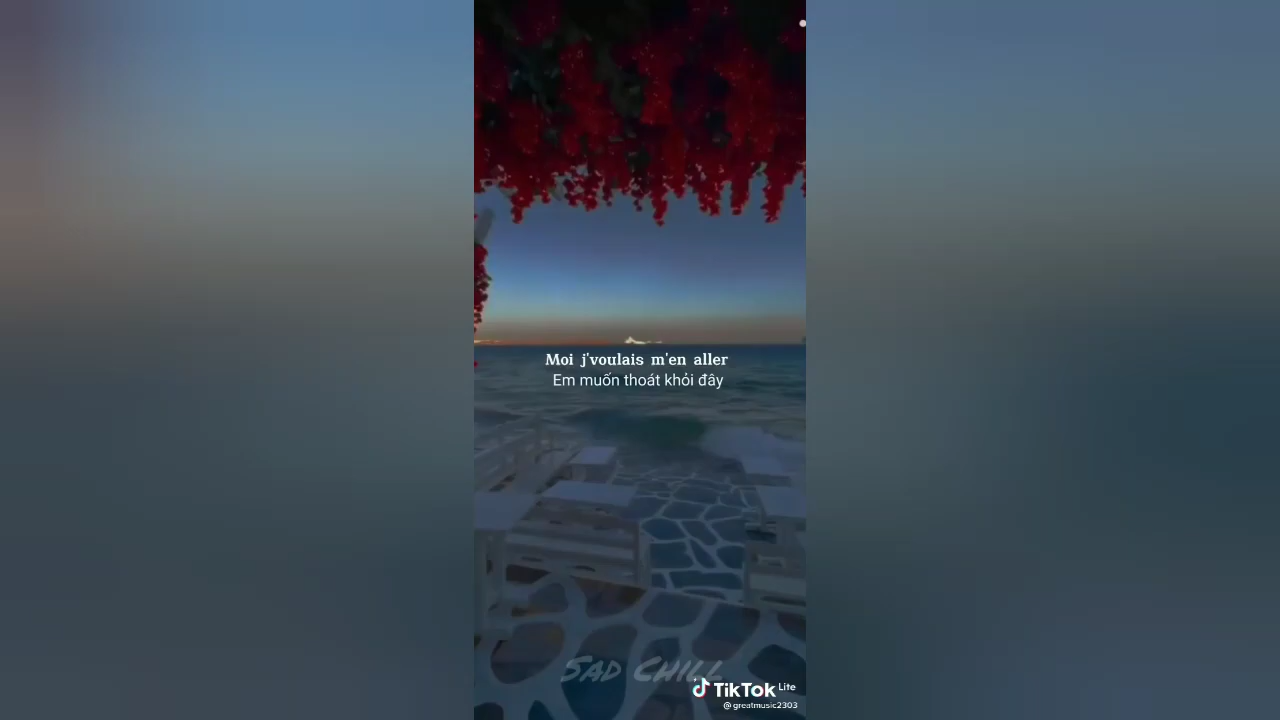 Moi j'voulais m'en aller
Em muốn thoát khỏi đây
SAD CHILL
TikTok Lite
@greatmusic2303